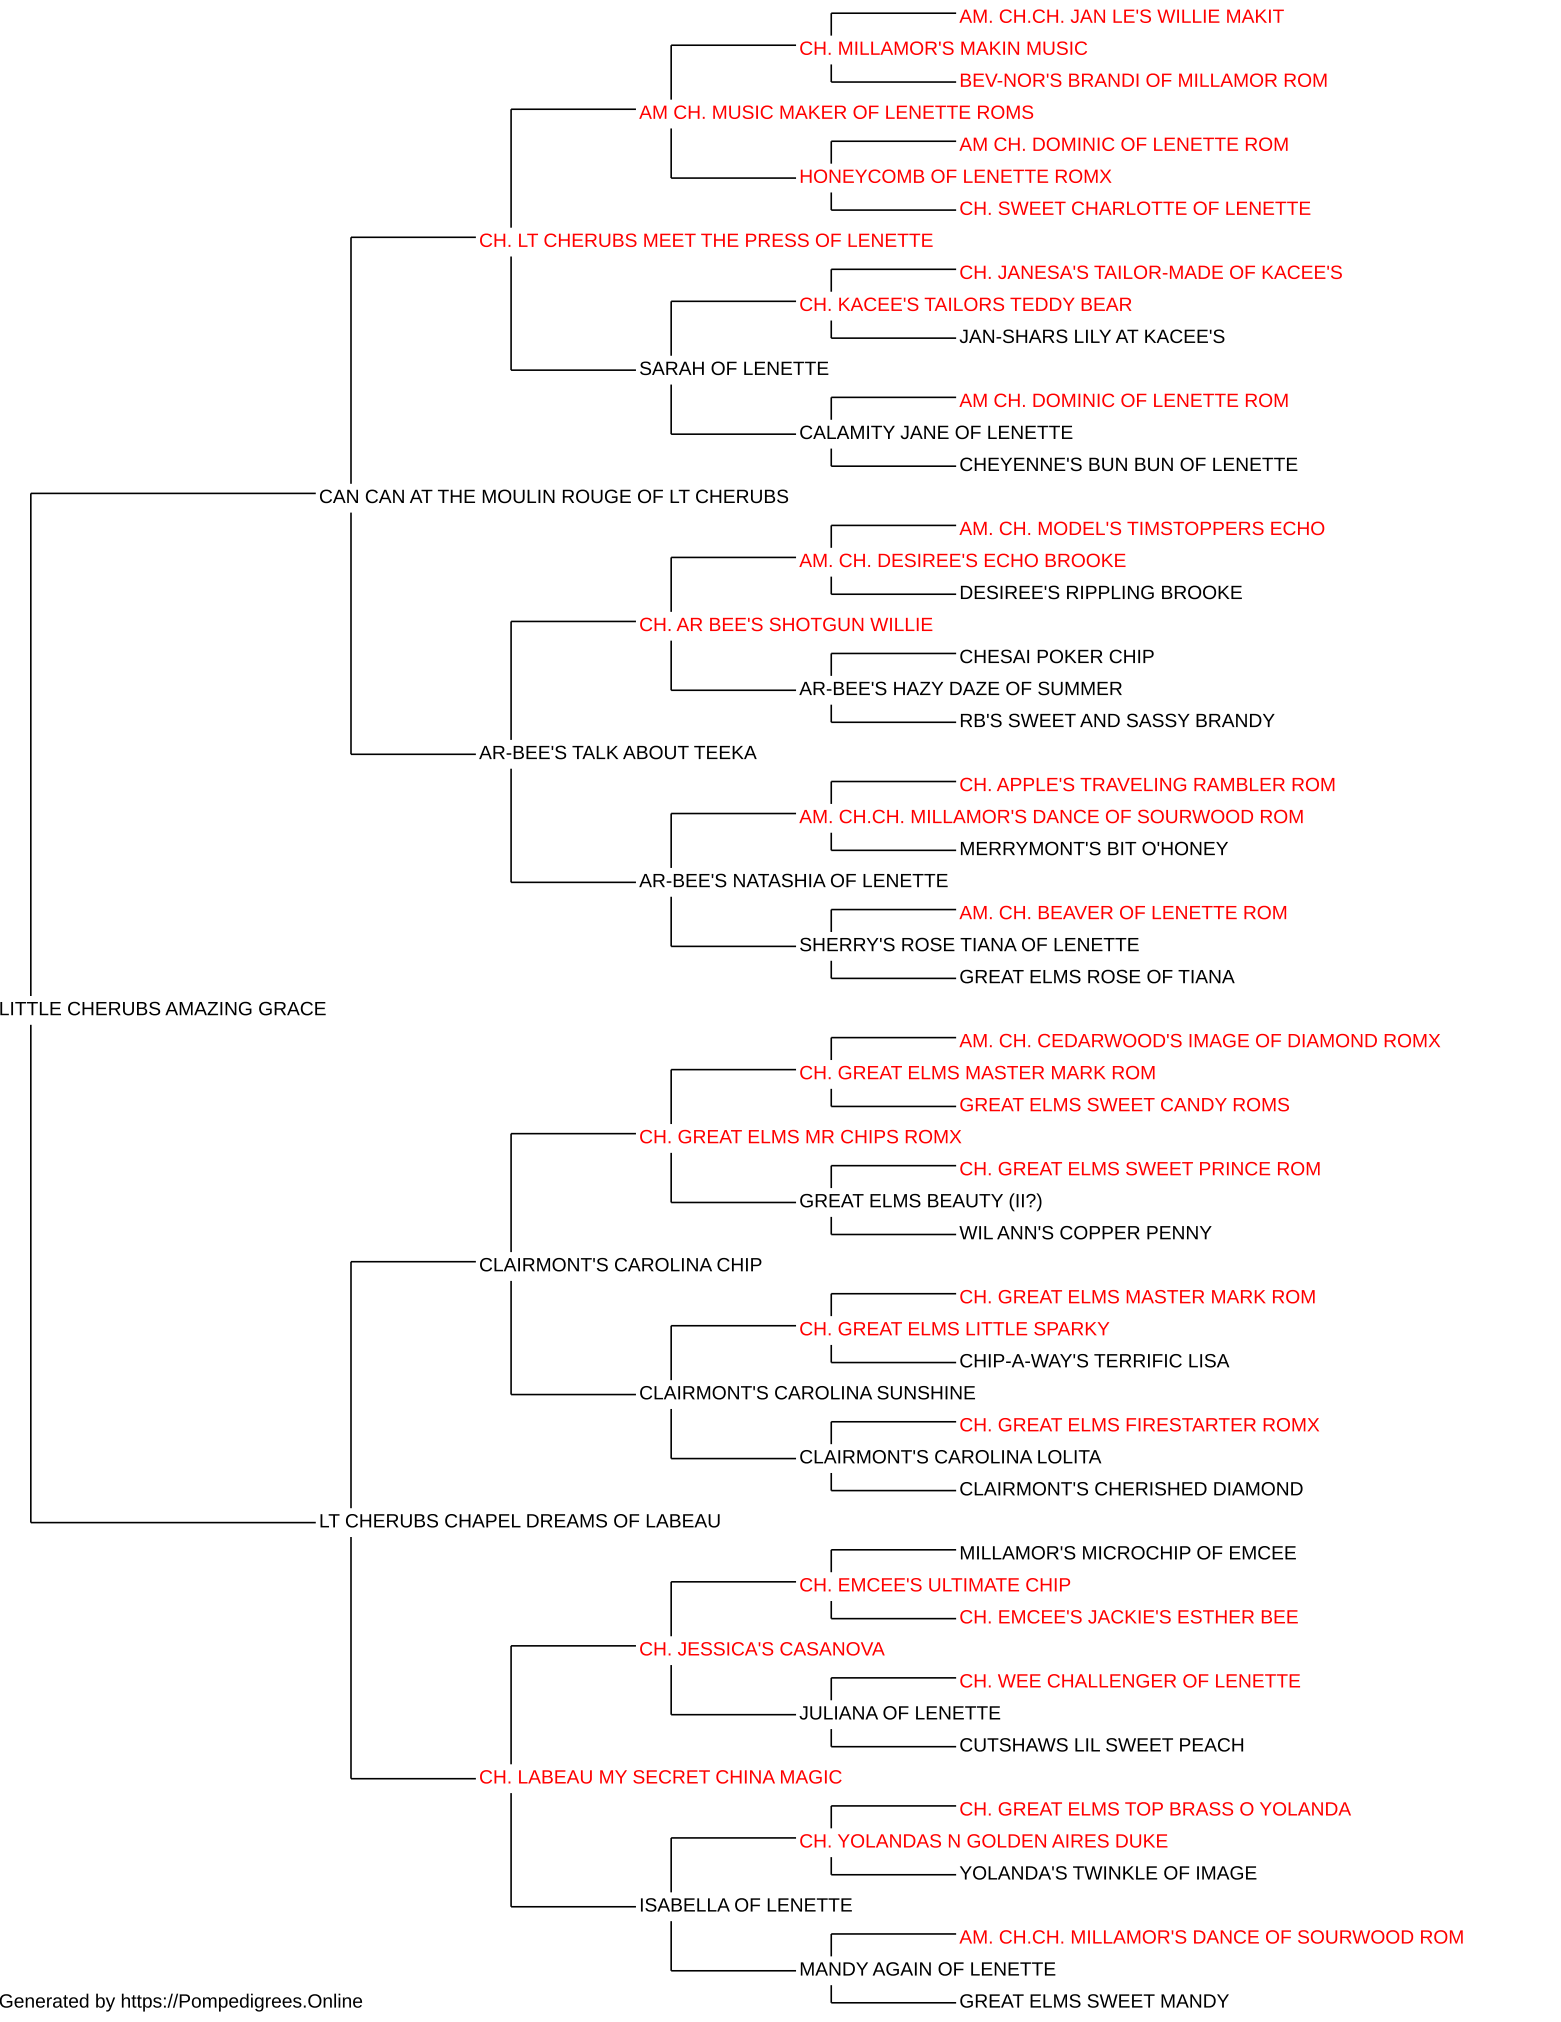 AM. CH.CH. JAN LE'S WILLIE MAKIT
CH. MILLAMOR'S MAKIN MUSIC
BEV-NOR'S BRANDI OF MILLAMOR ROM
AM CH. MUSIC MAKER OF LENETTE ROMS
AM CH. DOMINIC OF LENETTE ROM
HONEYCOMB OF LENETTE ROMX
CH. SWEET CHARLOTTE OF LENETTE
CH. LT CHERUBS MEET THE PRESS OF LENETTE
CH. JANESA'S TAILOR-MADE OF KACEE'S
CH. KACEE'S TAILORS TEDDY BEAR
JAN-SHARS LILY AT KACEE'S
SARAH OF LENETTE
AM CH. DOMINIC OF LENETTE ROM
CALAMITY JANE OF LENETTE
CHEYENNE'S BUN BUN OF LENETTE
CAN CAN AT THE MOULIN ROUGE OF LT CHERUBS
AM. CH. MODEL'S TIMSTOPPERS ECHO
AM. CH. DESIREE'S ECHO BROOKE
DESIREE'S RIPPLING BROOKE
CH. AR BEE'S SHOTGUN WILLIE
CHESAI POKER CHIP
AR-BEE'S HAZY DAZE OF SUMMER
RB'S SWEET AND SASSY BRANDY
AR-BEE'S TALK ABOUT TEEKA
CH. APPLE'S TRAVELING RAMBLER ROM
AM. CH.CH. MILLAMOR'S DANCE OF SOURWOOD ROM
MERRYMONT'S BIT O'HONEY
AR-BEE'S NATASHIA OF LENETTE
AM. CH. BEAVER OF LENETTE ROM
SHERRY'S ROSE TIANA OF LENETTE
GREAT ELMS ROSE OF TIANA
LITTLE CHERUBS AMAZING GRACE
AM. CH. CEDARWOOD'S IMAGE OF DIAMOND ROMX
CH. GREAT ELMS MASTER MARK ROM
GREAT ELMS SWEET CANDY ROMS
CH. GREAT ELMS MR CHIPS ROMX
CH. GREAT ELMS SWEET PRINCE ROM
GREAT ELMS BEAUTY (II?)
WIL ANN'S COPPER PENNY
CLAIRMONT'S CAROLINA CHIP
CH. GREAT ELMS MASTER MARK ROM
CH. GREAT ELMS LITTLE SPARKY
CHIP-A-WAY'S TERRIFIC LISA
CLAIRMONT'S CAROLINA SUNSHINE
CH. GREAT ELMS FIRESTARTER ROMX
CLAIRMONT'S CAROLINA LOLITA
CLAIRMONT'S CHERISHED DIAMOND
LT CHERUBS CHAPEL DREAMS OF LABEAU
MILLAMOR'S MICROCHIP OF EMCEE
CH. EMCEE'S ULTIMATE CHIP
CH. EMCEE'S JACKIE'S ESTHER BEE
CH. JESSICA'S CASANOVA
CH. WEE CHALLENGER OF LENETTE
JULIANA OF LENETTE
CUTSHAWS LIL SWEET PEACH
CH. LABEAU MY SECRET CHINA MAGIC
CH. GREAT ELMS TOP BRASS O YOLANDA
CH. YOLANDAS N GOLDEN AIRES DUKE
YOLANDA'S TWINKLE OF IMAGE
ISABELLA OF LENETTE
AM. CH.CH. MILLAMOR'S DANCE OF SOURWOOD ROM
MANDY AGAIN OF LENETTE
GREAT ELMS SWEET MANDY
Generated by https://Pompedigrees.Online